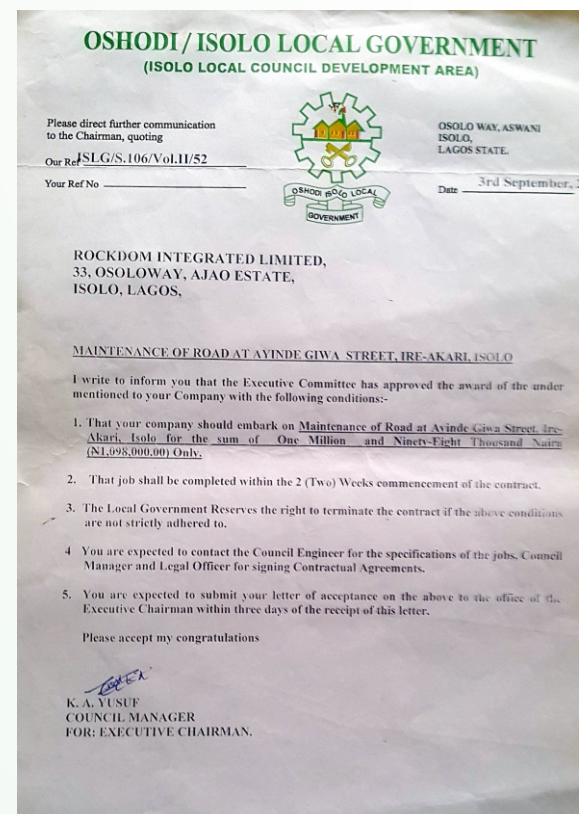 OSHODI / ISOLO LOCAL GOVERNMENT
(ISOLO LOCAL COUNCIL DEVELOPMENT AREA)
Please direct further communication
to the Chairman, quoting
Our Ref ISLG/S.106/Vol.II/52
Your Ref No
OSHODI ISOLO LOCAL
GOVERNMENT
OSOLO WAY, ASWANI
ISOLO,
LAGOS STATE.
Date 3rd September,
ROCKDOM INTEGRATED LIMITED,
33, OSOLOWAY, AJAO ESTATE,
ISOLO, LAGOS,
MAINTENANCE OF ROAD AT AYINDE GIWA STREET, IRE-AKARI, ISOLO
I write to inform you that the Executive Committee has approved the award of the under
mentioned to your Company with the following conditions:-
1. That your company should embark on Maintenance of Road at Ayinde Giwa Street, Ire-
Akari, Isolo for the sum of One Million and Ninety-Eight Thousand Naira
(₦1,098,000.00) Only.
2. That job shall be completed within the 2 (Two) Weeks commencement of the contract.
3. The Local Government Reserves the right to terminate the contract if the above conditions
are not strictly adhered to.
4 You are expected to contact the Council Engineer for the specifications of the jobs, Council
Manager and Legal Officer for signing Contractual Agreements.
5. You are expected to submit your letter of acceptance on the above to the office of the
Executive Chairman within three days of the receipt of this letter.
Please accept my congratulations
K. A. YUSUF
COUNCIL MANAGER
FOR: EXECUTIVE CHAIRMAN.